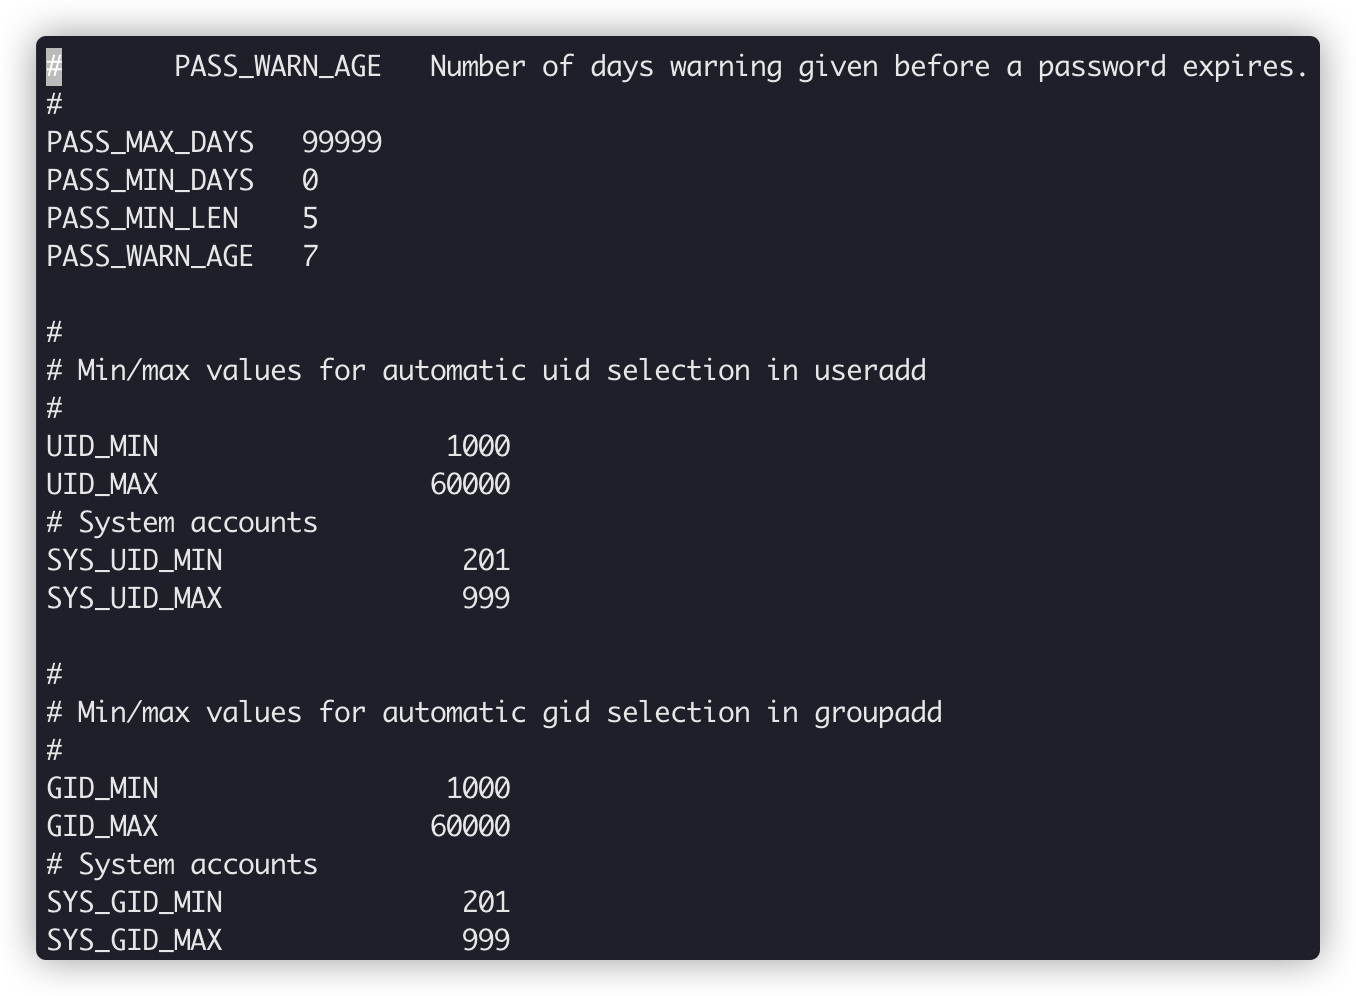 #       PASS_WARN_AGE   Number of days warning given before a password expires.
#
PASS_MAX_DAYS   99999
PASS_MIN_DAYS   0
PASS_MIN_LEN    5
PASS_WARN_AGE   7

#
# Min/max values for automatic uid selection in useradd
#
UID_MIN                  1000
UID_MAX                 60000
# System accounts
SYS_UID_MIN               201
SYS_UID_MAX               999

#
# Min/max values for automatic gid selection in groupadd
#
GID_MIN                  1000
GID_MAX                 60000
# System accounts
SYS_GID_MIN               201
SYS_GID_MAX               999